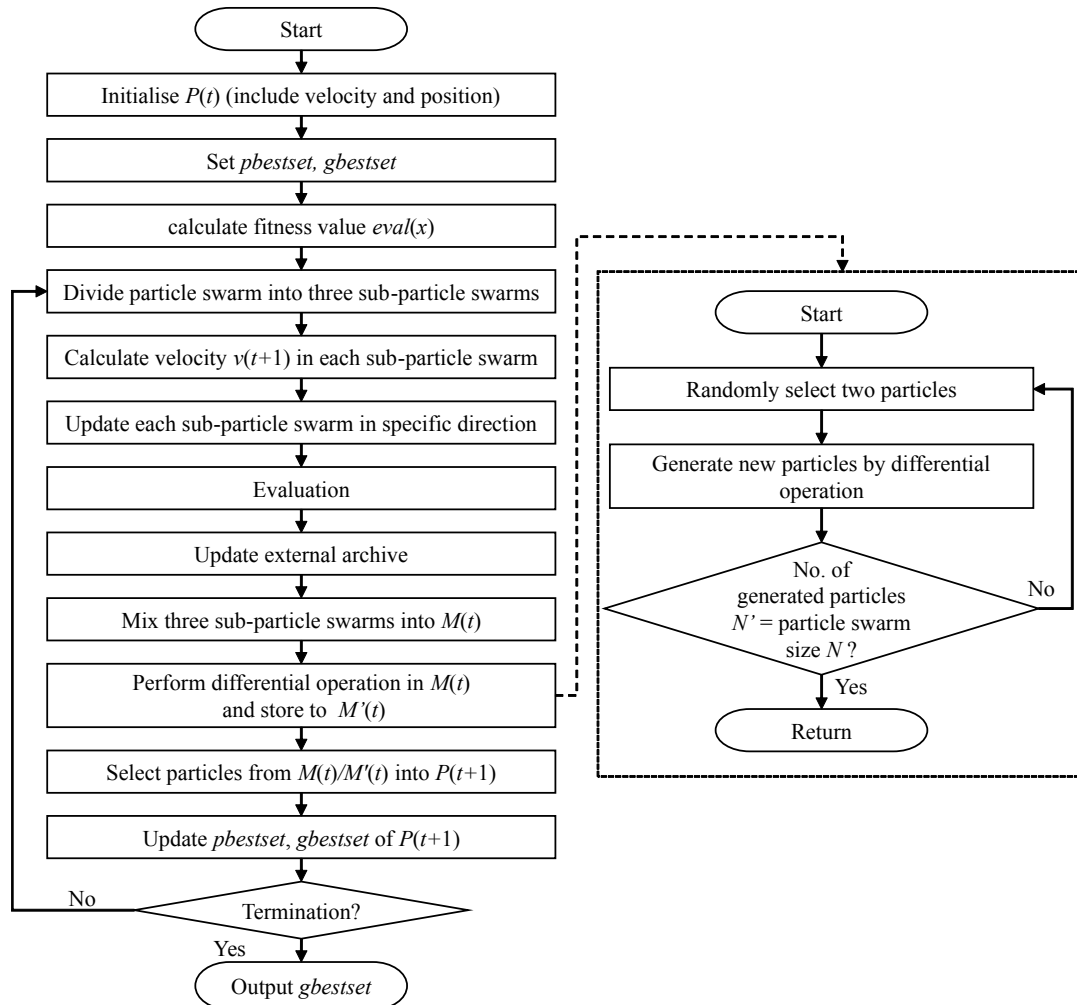 Start
Initialise P(t) (include velocity and position)
Set pbestset, gbestset
calculate fitness value eval(x)
Divide particle swarm into three sub-particle swarms
Calculate velocity v(t+1) in each sub-particle swarm
Update each sub-particle swarm in specific direction
Evaluation
Update external archive
Mix three sub-particle swarms into M(t)
Perform differential operation in M(t)
and store to M’(t)
Select particles from M(t)/M'(t) into P(t+1)
Update pbestset, gbestset of P(t+1)
No
Termination?
Yes
Output gbestset
Start
Randomly select two particles
Generate new particles by differential
operation
No. of
generated particles
N’ = particle swarm
size N ?
No
Yes
Return